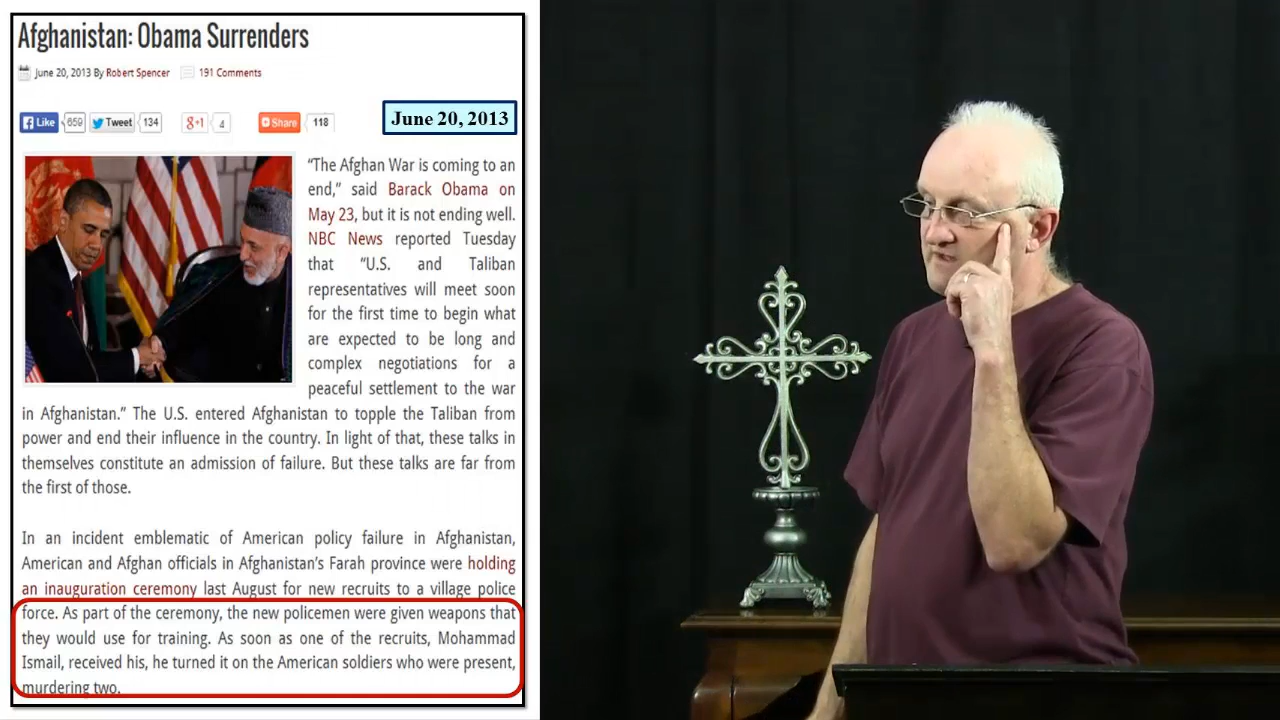 Afghanistan: Obama Surrenders
June 20, 2013 By Robert Spencer 191 Comments
Like 659 Tweet 134 g+1 4 Share 118
June 20, 2013
“The Afghan War is coming to an
end,” said Barack Obama on
May 23, but it is not ending well.
NBC News reported Tuesday
that “U.S. and Taliban
representatives will meet soon
for the first time to begin what
are expected to be long and
complex negotiations for a
peaceful settlement to the war
in Afghanistan.” The U.S. entered Afghanistan to topple the Taliban from
power and end their influence in the country. In light of that, these talks in
themselves constitute an admission of failure. But these talks are far from
the first of those.
In an incident emblematic of American policy failure in Afghanistan,
American and Afghan officials in Afghanistan’s Farah province were holding
an inauguration ceremony last August for new recruits to a village police
force. As part of the ceremony, the new policemen were given weapons that
they would use for training. As soon as one of the recruits, Mohammad
Ismail, received his, he turned it on the American soldiers who were present,
murdering two.